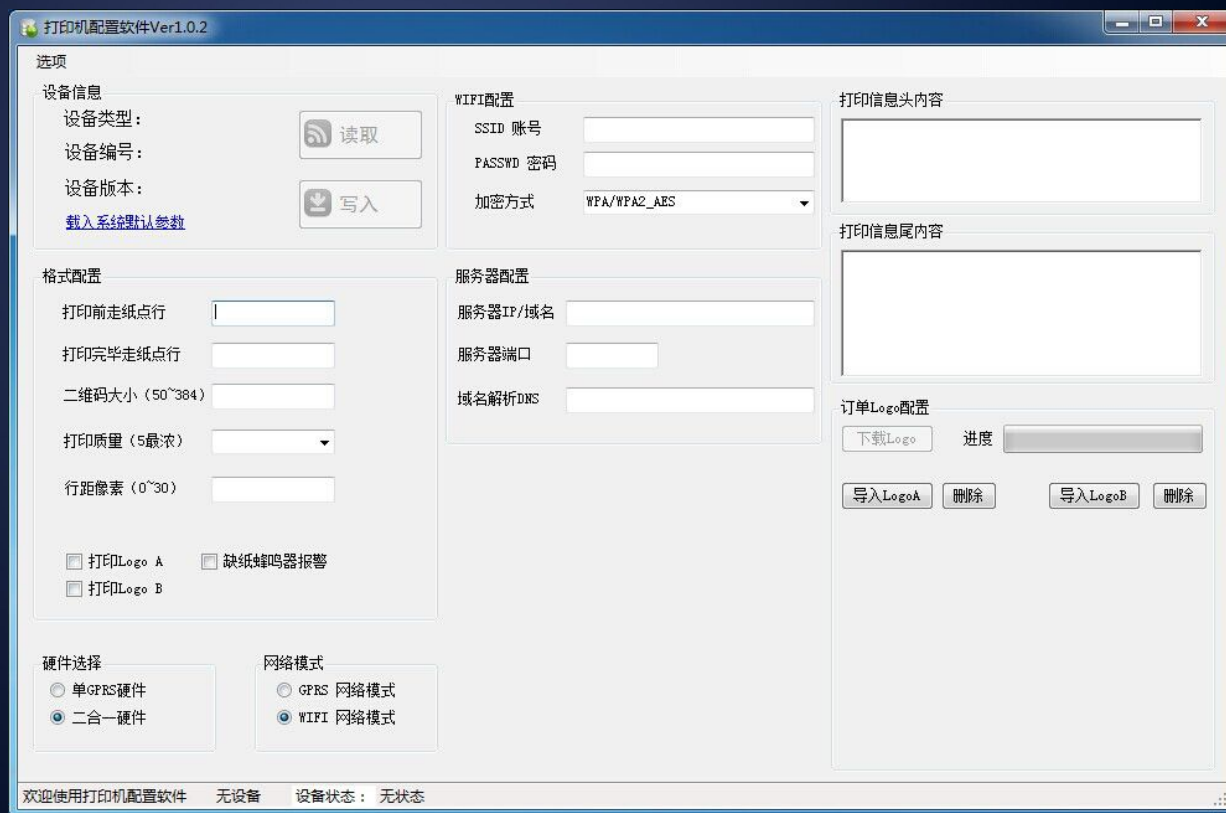 打印机配置软件Ver1.0.2
选项
设备信息
设备类型：
设备编号：
设备版本：
载入系统默认参数
读取
写入
格式配置
打印前走纸点行
打印完毕走纸点行
二维码大小（50~384）
打印质量（5最浓）
行距像素（0~30）
打印Logo A
缺纸蜂鸣器报警
打印Logo B
硬件选择
单GPRS硬件
二合一硬件
网络模式
GPRS 网络模式
WIFI 网络模式
WIFI配置
SSID 账号
PASSWD 密码
加密方式 WPA/WPA2_AES
服务器配置
服务器IP/域名
服务器端口
域名解析DNS
打印信息头内容
打印信息尾内容
订单Logo配置
下载Logo 进度
导入LogoA 删除 导入LogoB 删除
欢迎使用打印机配置软件 无设备 设备状态： 无状态